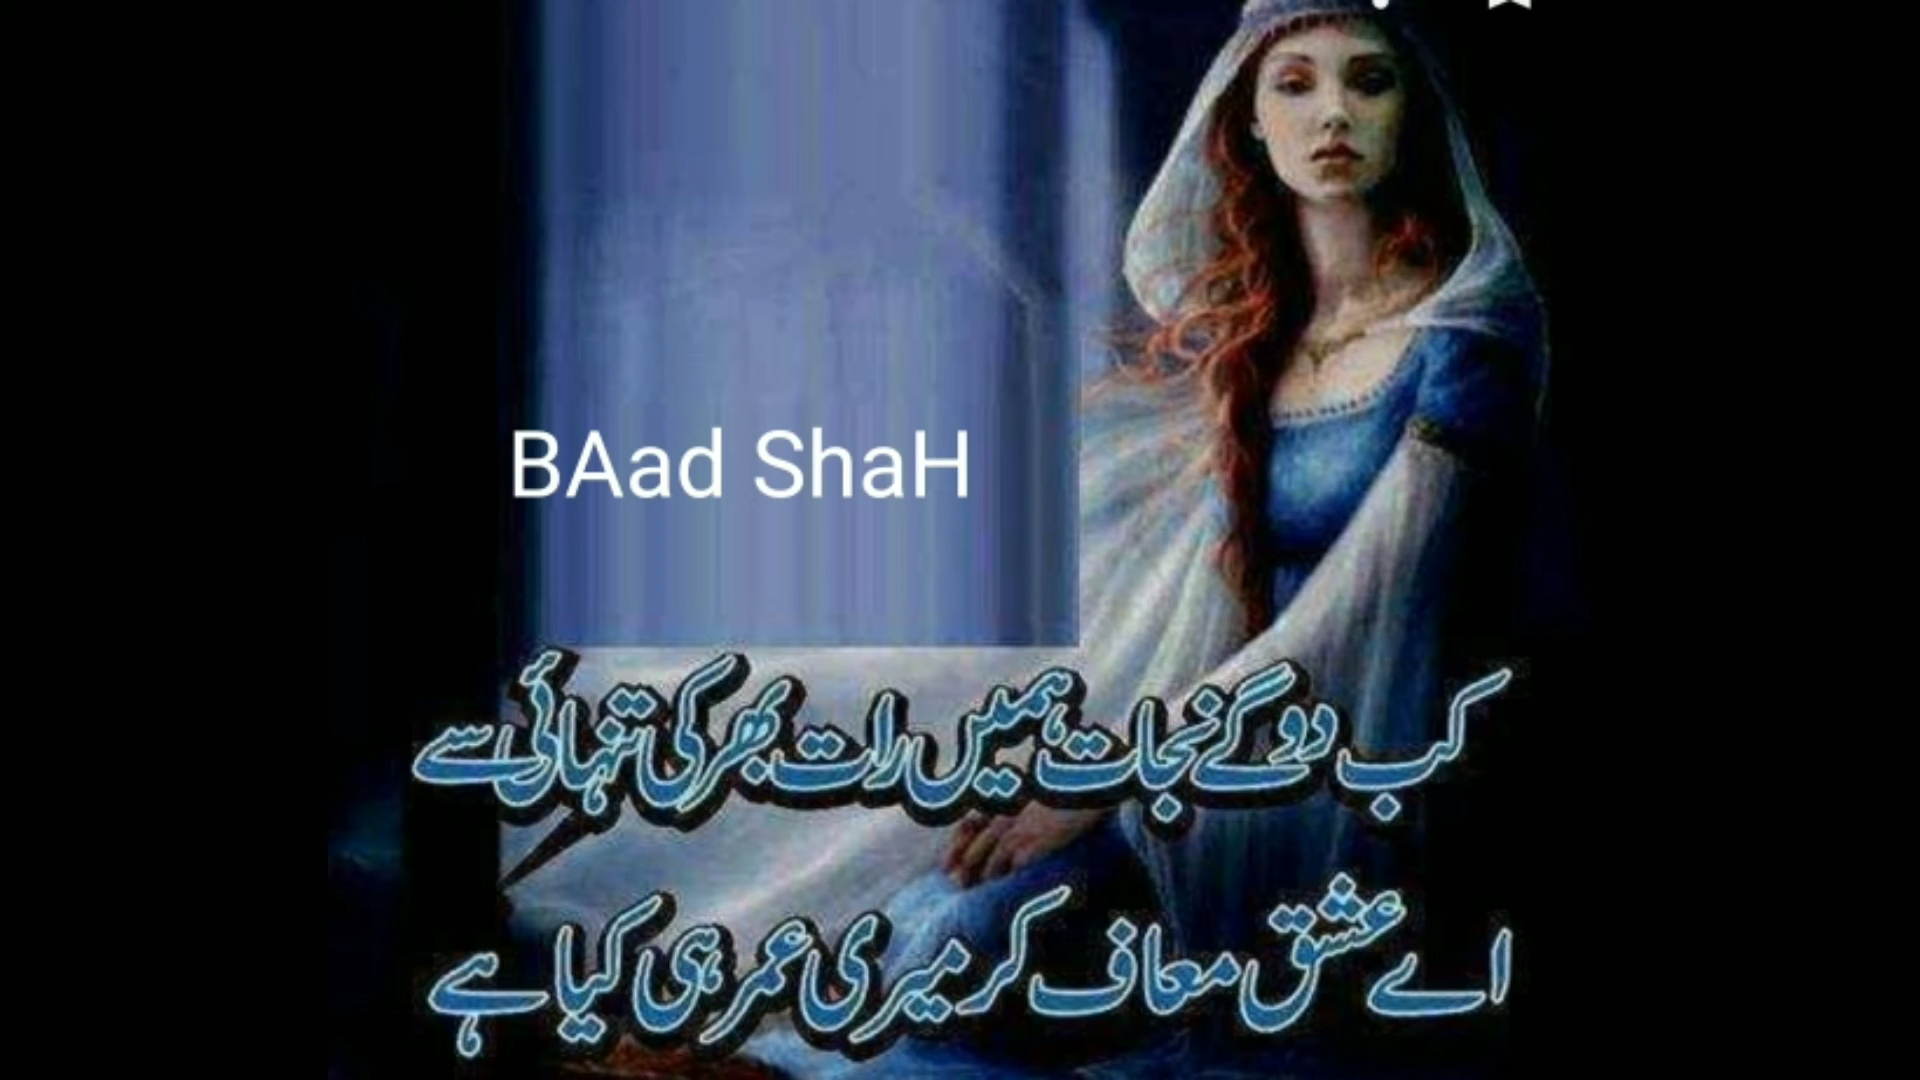 BAad ShaH
کب دو گے نجات ہمیں رات بھر کی تنہائی سے
اے عشق معاف کر میری عمر ہی کیا ہے